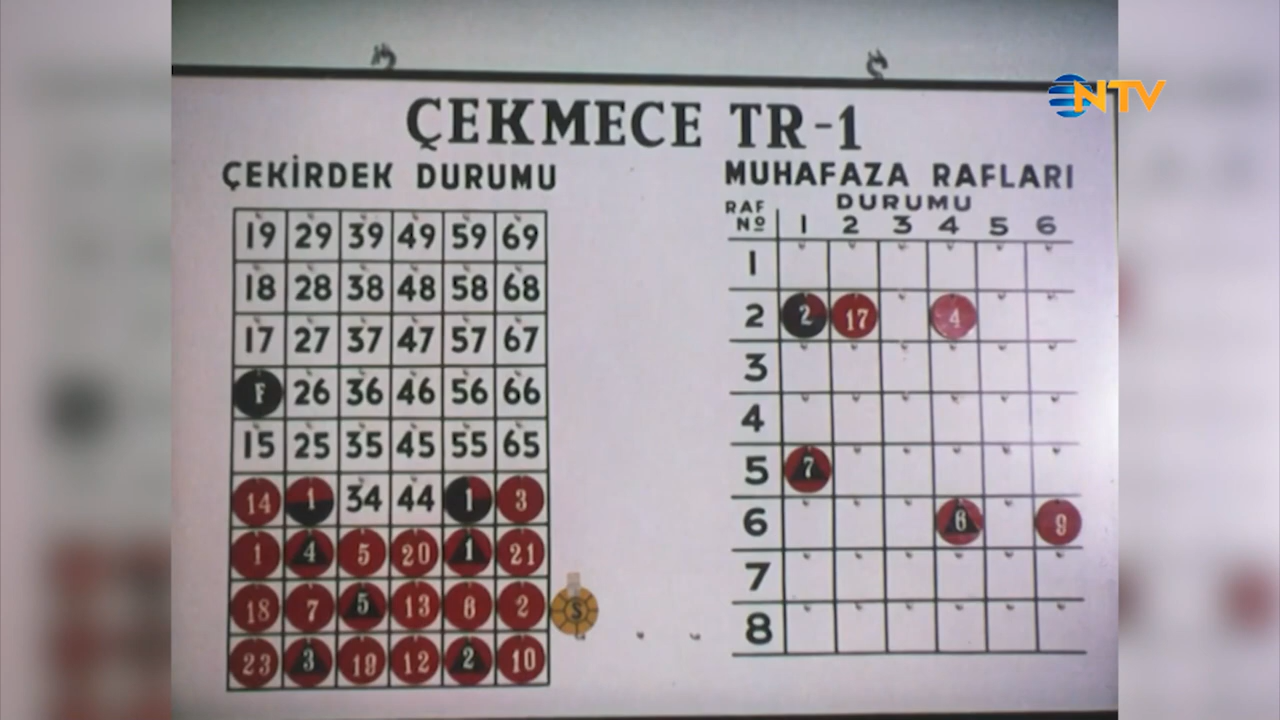 NTV
ÇEKMECE TR-1
ÇEKİRDEK DURUMU
19 29 39 49 59 69
18 28 38 48 58 68
17 27 37 47 57 67
F 26 36 46 56 66
15 25 35 45 55 65
14 1 34 44 1 3
1 4 5 20 1 21
18 7 5 13 6 2 S
23 3 19 12 2 10
MUHAFAZA RAFLARI
DURUMU
RAF
Nº 1 2 3 4 5 6
1
2 2 17 4
3
4
5 7
6 6 9
7
8